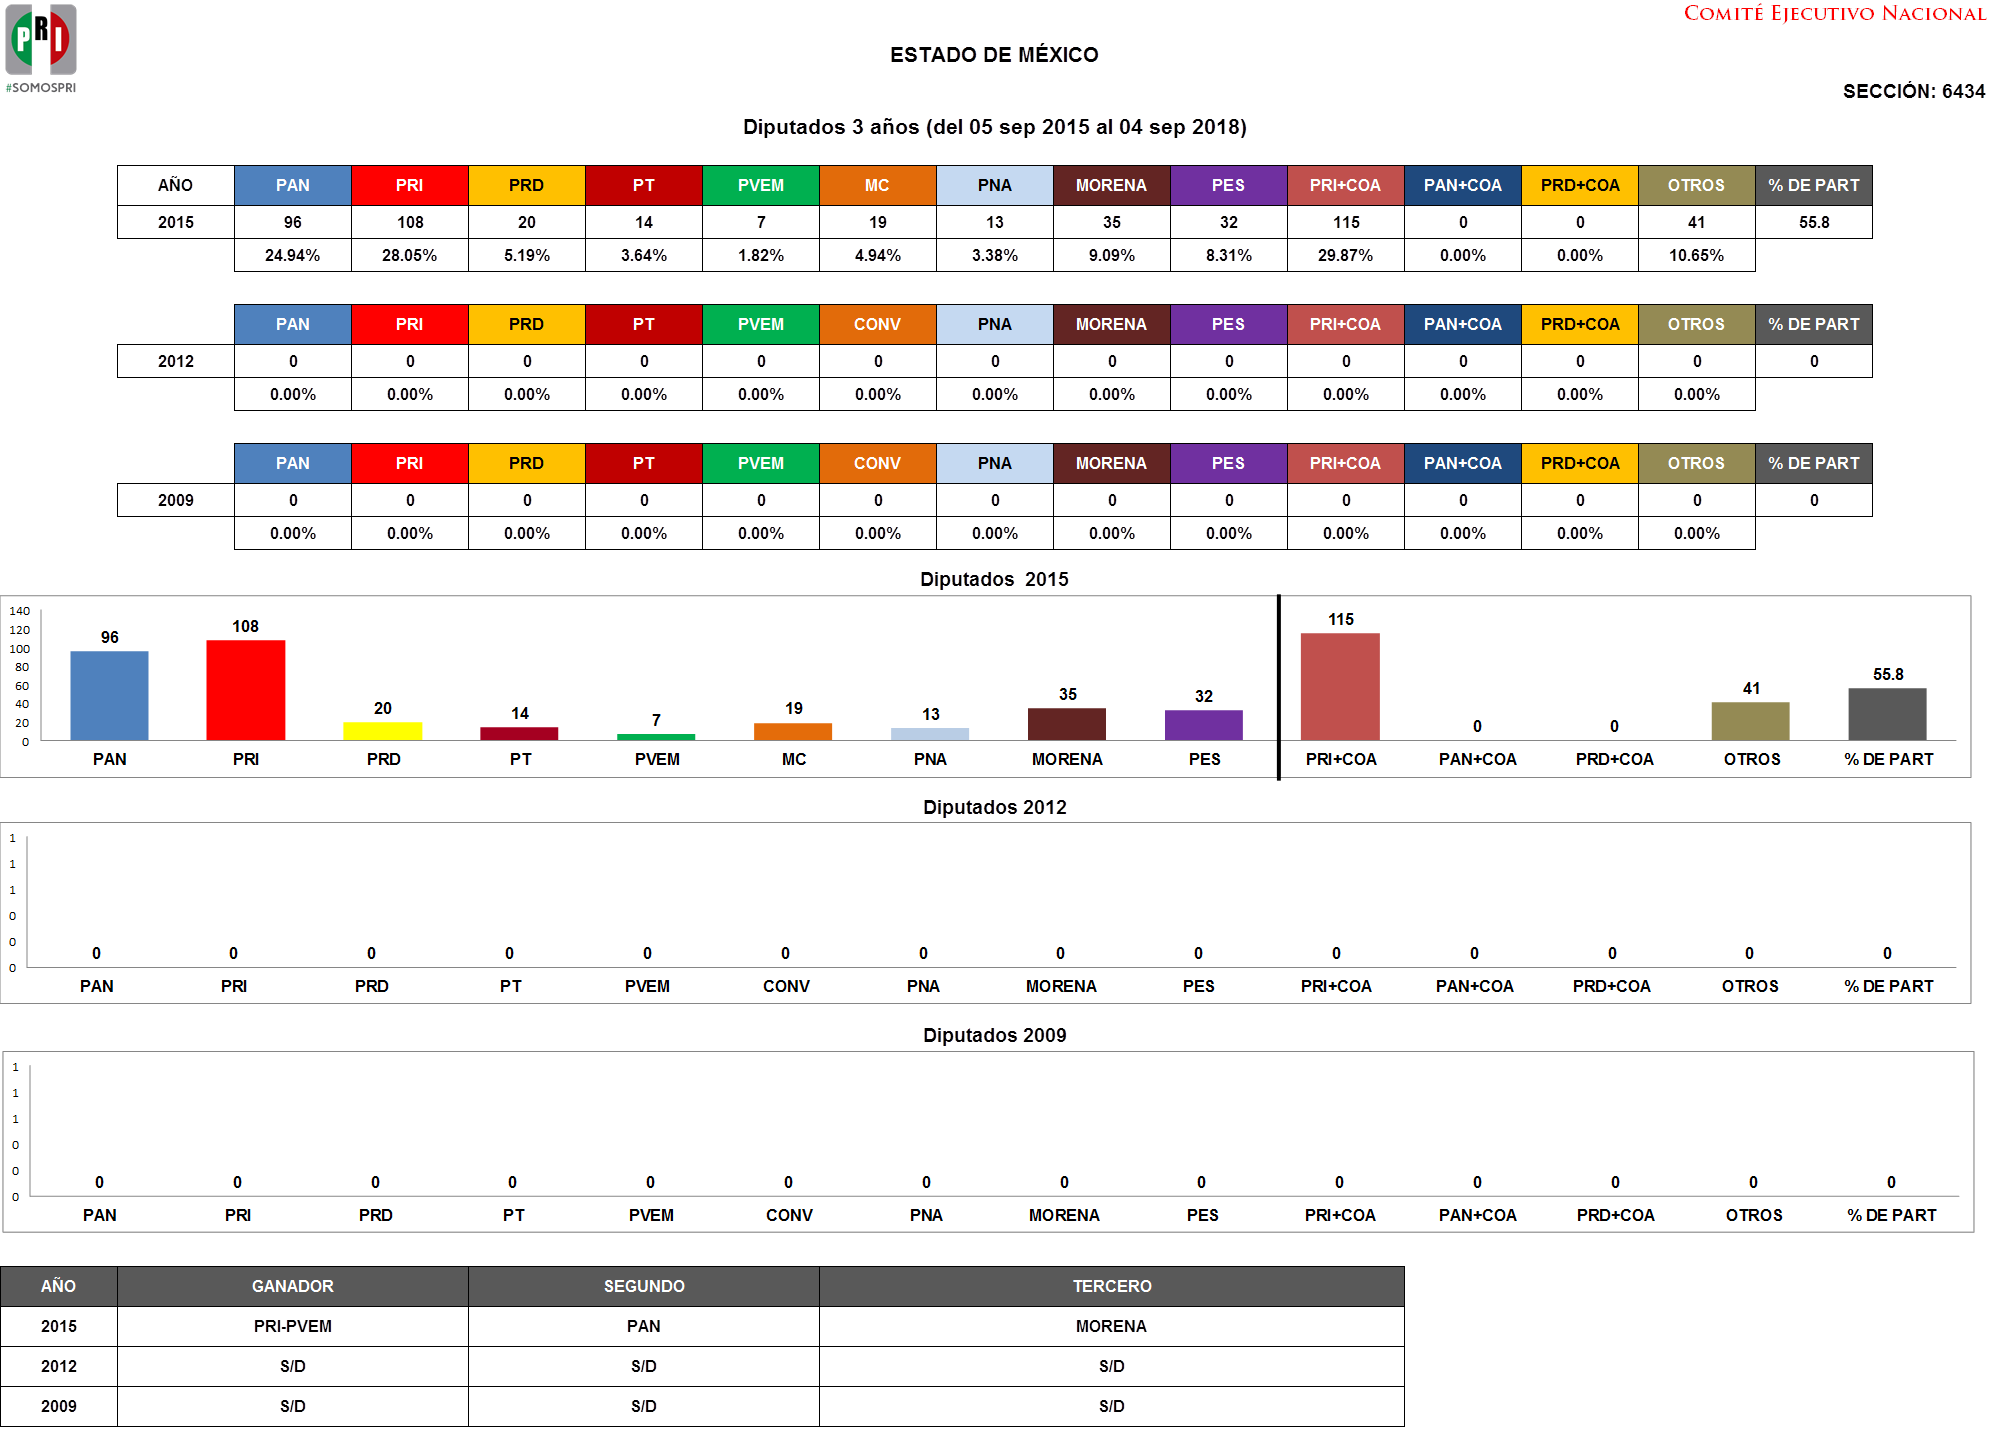 PRI
#SOMOSPRI
COMITÉ EJECUTIVO NACIONAL
ESTADO DE MÉXICO
SECCIÓN: 6434
Diputados 3 años (del 05 sep 2015 al 04 sep 2018)
AÑO PAN PRI PRD PT PVEM MC PNA MORENA PES PRI+COA PAN+COA PRD+COA OTROS % DE PART
2015 96 108 20 14 7 19 13 35 32 115 0 0 41 55.8
24.94% 28.05% 5.19% 3.64% 1.82% 4.94% 3.38% 9.09% 8.31% 29.87% 0.00% 0.00% 10.65%
PAN PRI PRD PT PVEM CONV PNA MORENA PES PRI+COA PAN+COA PRD+COA OTROS % DE PART
2012 0 0 0 0 0 0 0 0 0 0 0 0 0 0
0.00% 0.00% 0.00% 0.00% 0.00% 0.00% 0.00% 0.00% 0.00% 0.00% 0.00% 0.00% 0.00%
PAN PRI PRD PT PVEM CONV PNA MORENA PES PRI+COA PAN+COA PRD+COA OTROS % DE PART
2009 0 0 0 0 0 0 0 0 0 0 0 0 0 0
0.00% 0.00% 0.00% 0.00% 0.00% 0.00% 0.00% 0.00% 0.00% 0.00% 0.00% 0.00% 0.00%
Diputados 2015
140
120
100
80
60
40
20
0
96 108 20 14 7 19 13 35 32 115 0 0 41 55.8
PAN PRI PRD PT PVEM MC PNA MORENA PES PRI+COA PAN+COA PRD+COA OTROS % DE PART
Diputados 2012
1
1
1
0
0
0
0 0 0 0 0 0 0 0 0 0 0 0 0 0
PAN PRI PRD PT PVEM CONV PNA MORENA PES PRI+COA PAN+COA PRD+COA OTROS % DE PART
Diputados 2009
1
1
1
0
0
0
0 0 0 0 0 0 0 0 0 0 0 0 0 0
PAN PRI PRD PT PVEM CONV PNA MORENA PES PRI+COA PAN+COA PRD+COA OTROS % DE PART
AÑO GANADOR SEGUNDO TERCERO
2015 PRI-PVEM PAN MORENA
2012 S/D S/D S/D
2009 S/D S/D S/D